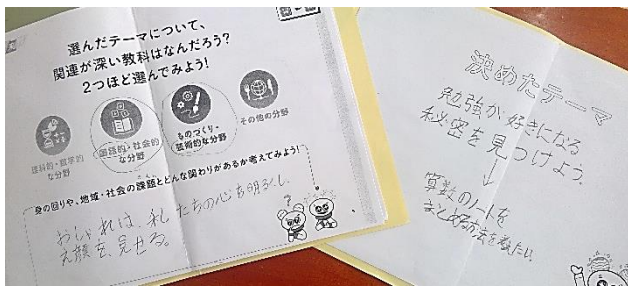 選んだテーマについて、
関連が深い教科はなんだろう?
2つほど選んでみよう!
理科的・数学的
な分野
国語的・社会的
な分野
ものづくり・
芸術的な分野
その他の分野
身の回りや、地域・社会の課題とどんな関わりがあるか考えてみよう!
おしゃれは、私たちの心を明るくし、
笑顔を、見せる。
決めたテーマ
勉強が好きになる
秘密を見つけよう。
↓
算数のノートを
まとめる方法を教えたい。